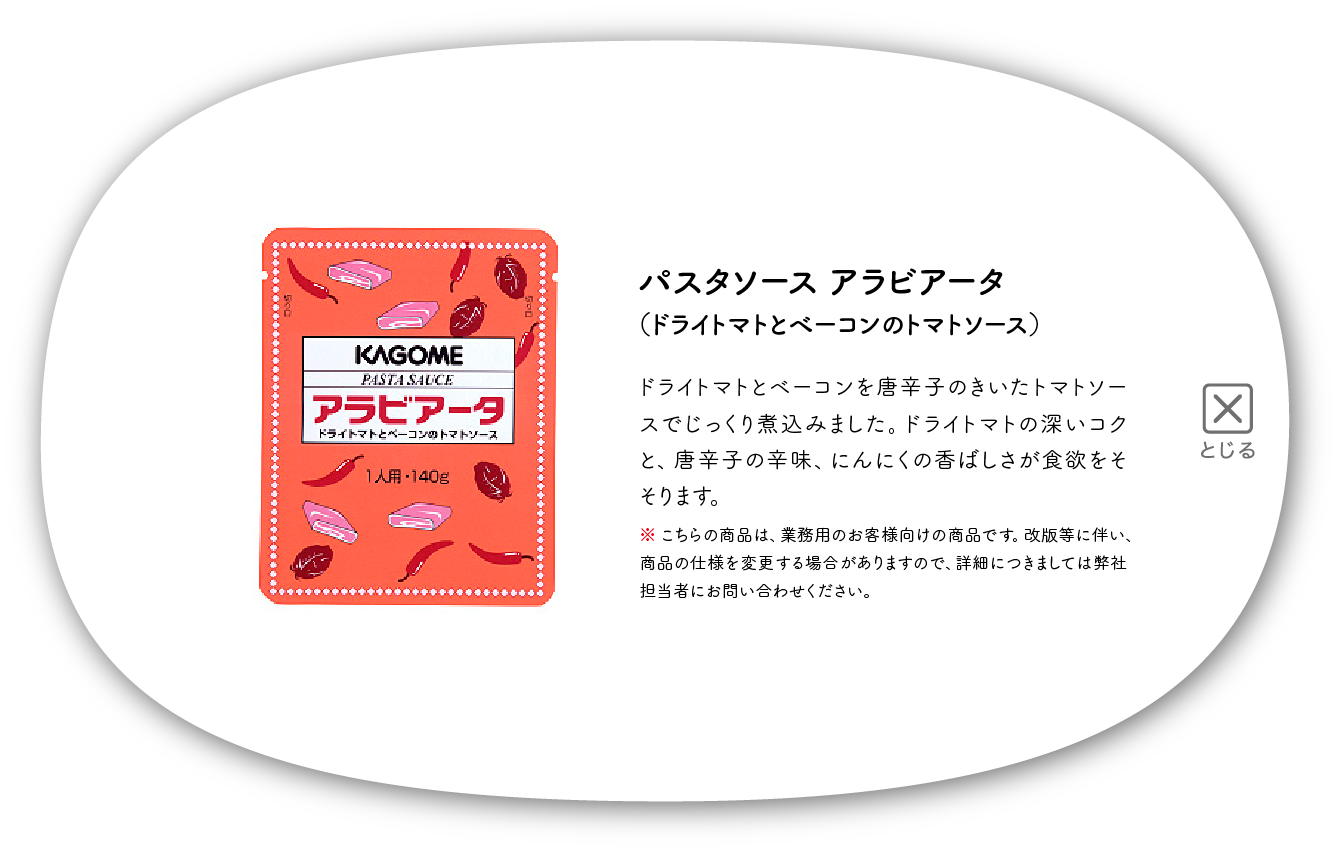 切り口
切り口
KAGOME
PASTA SAUCE
アラビアータ
ドライトマトとベーコンのトマトソース
1人用・140g
パスタソース アラビアータ
（ドライトマトとベーコンのトマトソース）
ドライトマトとベーコンを唐辛子のきいたトマトソー
スでじっくり煮込みました。ドライトマトの深いコク
と、唐辛子の辛味、にんにくの香ばしさが食欲をそ
そります。
※ こちらの商品は、業務用のお客様向けの商品です。改版等に伴い、
商品の仕様を変更する場合がありますので、詳細につきましては弊社
担当者にお問い合わせください。
とじる